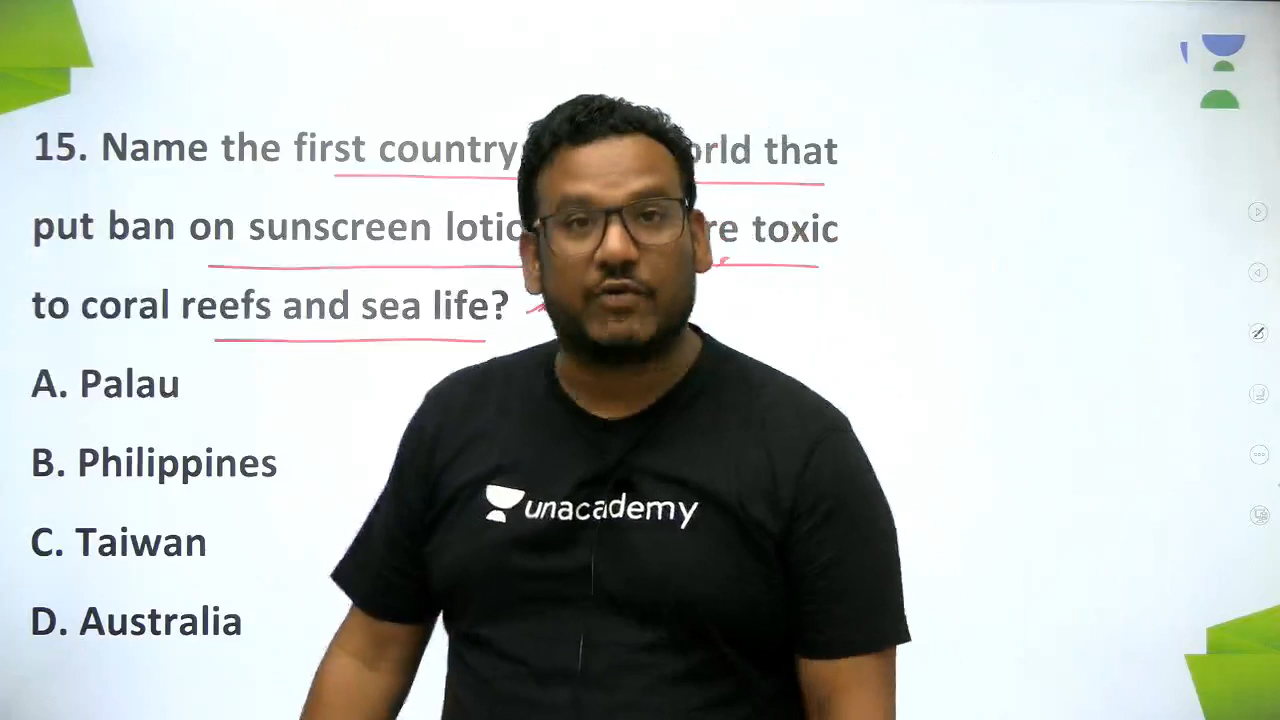 15. Name the first country orld that
put ban on sunscreen lotio re toxic
to coral reefs and sea life?
A. Palau
B. Philippines
C. Taiwan
D. Australia
unacademy